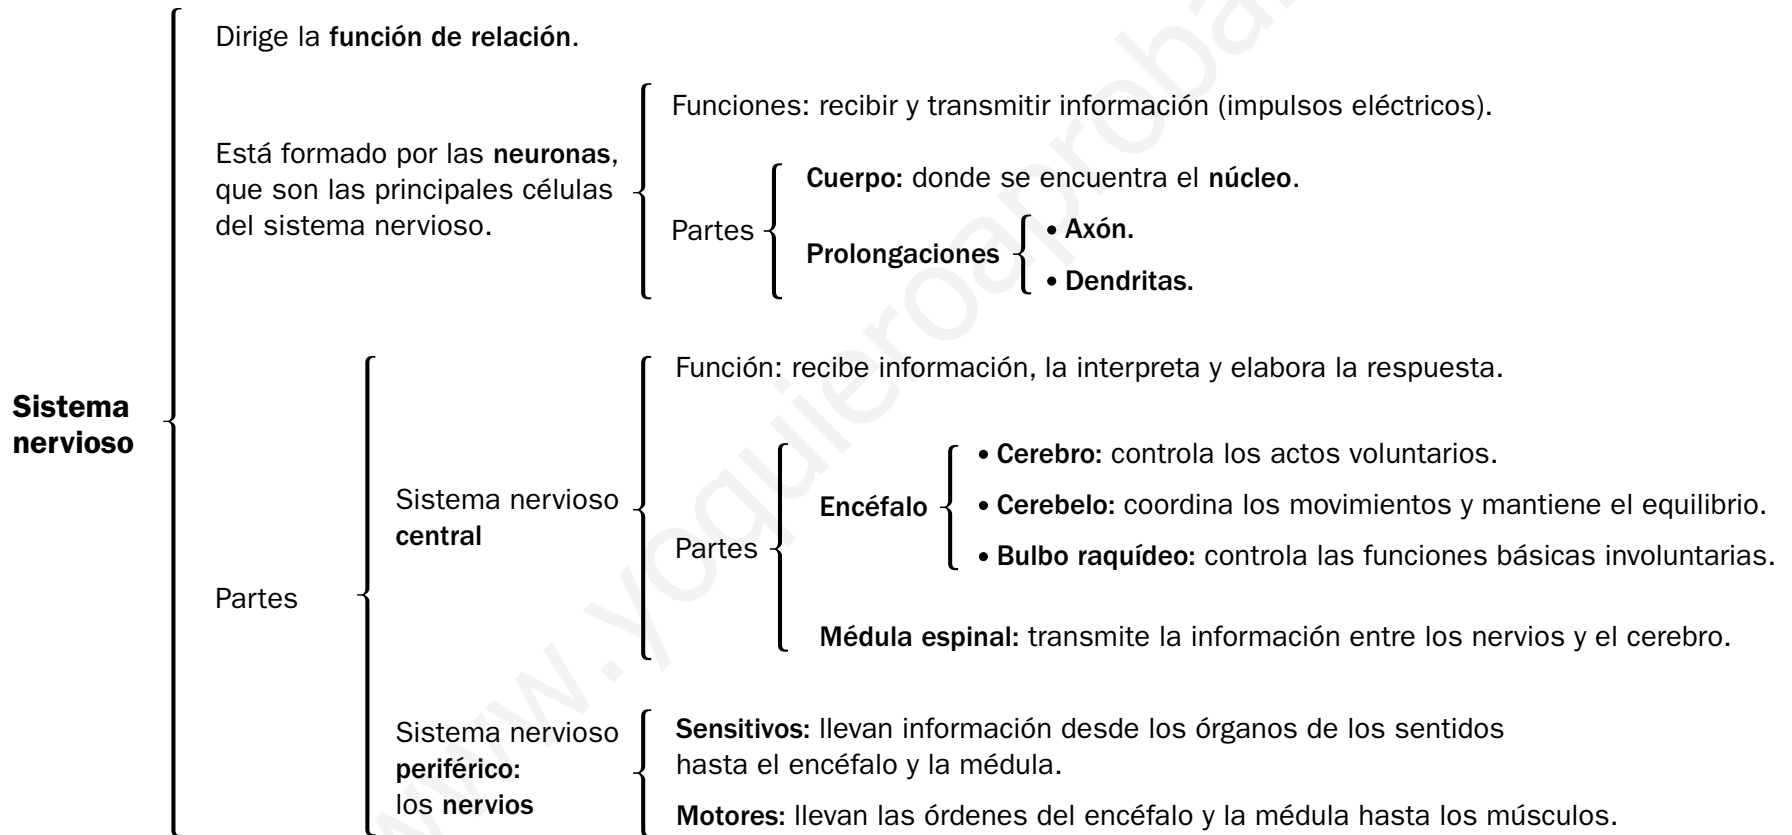 Dirige la función de relación.
Funciones: recibir y transmitir información (impulsos eléctricos).
Está formado por las neuronas,
que son las principales células
del sistema nervioso.
Partes
Cuerpo: donde se encuentra el núcleo.
Prolongaciones
• Axón.
• Dendritas.
Sistema
nervioso
Partes
Sistema nervioso
central
Función: recibe información, la interpreta y elabora la respuesta.
Partes
Encéfalo
• Cerebro: controla los actos voluntarios.
• Cerebelo: coordina los movimientos y mantiene el equilibrio.
• Bulbo raquídeo: controla las funciones básicas involuntarias.
Médula espinal: transmite la información entre los nervios y el cerebro.
Sistema nervioso
periférico:
los nervios
Sensitivos: llevan información desde los órganos de los sentidos
hasta el encéfalo y la médula.
Motores: llevan las órdenes del encéfalo y la médula hasta los músculos.
www.yoquieroaproba